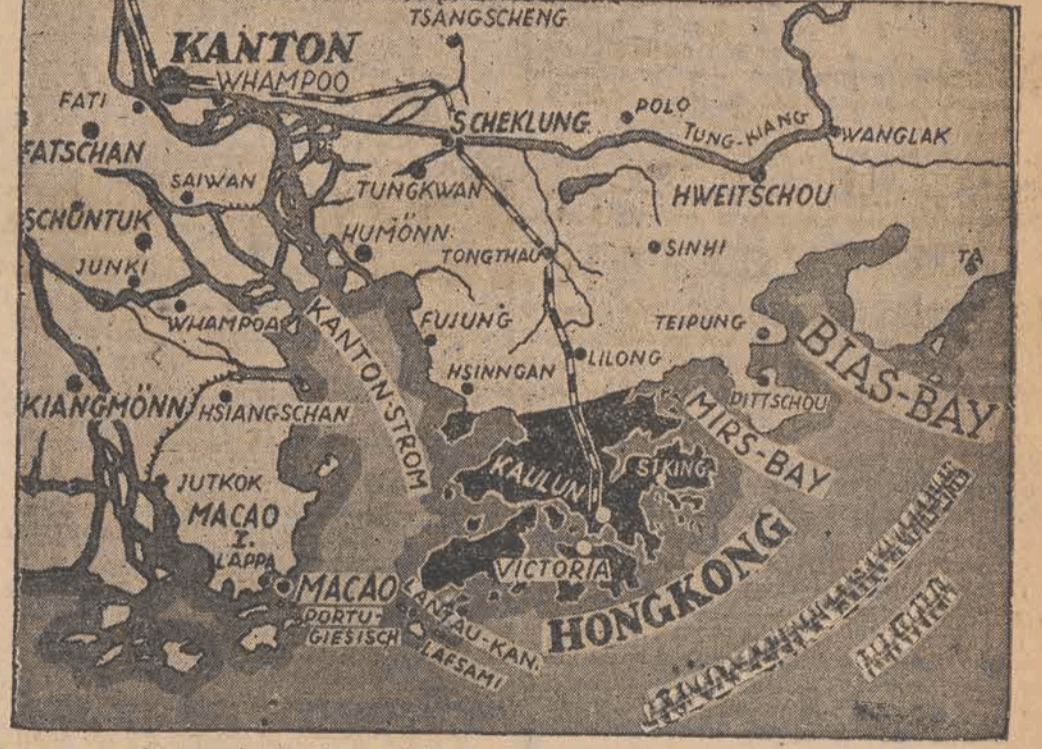 TSANGSCHENG
KANTON
WHAMPOO
FATI
SCHEKLUNG
POLO
TUNG-KIANG
WANGLAK
FATSCHAN
SAIWAN
TUNGKWAN
HWEITSCHOU
SCHÜNTUK
HUMÖNN
TONGTHAU
SINHI
JUNKI
TA
WHAMPOA
KANTON-STROM
FUJUNG
TEIPUNG
BIAS-BAY
LILONG
HSINNGAN
DITTSCHOU
KIANGMÖNN
HSIANGSCHAN
MIRS-BAY
KAULUN
SIKING
JUTKOK
MACAO
I.
LAPPA
VICTORIA
HONGKONG
MACAO
PORTU-
GIESISCH
LANTAU-KAN.
LAFSAMI